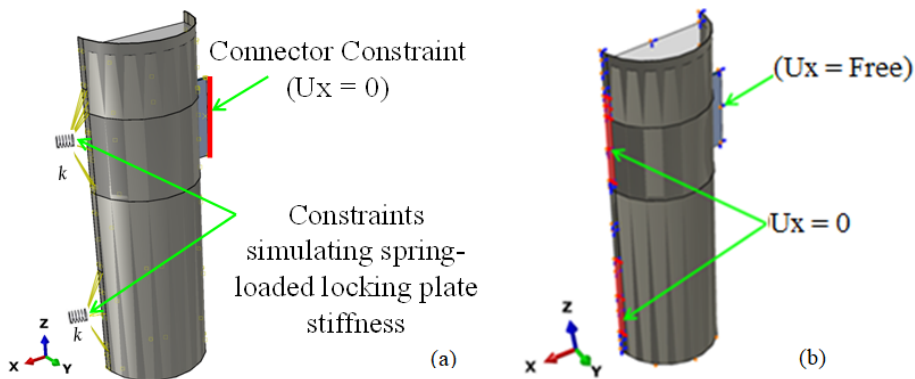 Connector Constraint
(Ux = 0)
k
Constraints
simulating spring-
loaded locking plate
stiffness
k
Z
X
Y
(a)
(Ux = Free)
Ux = 0
Z
X
Y
(b)